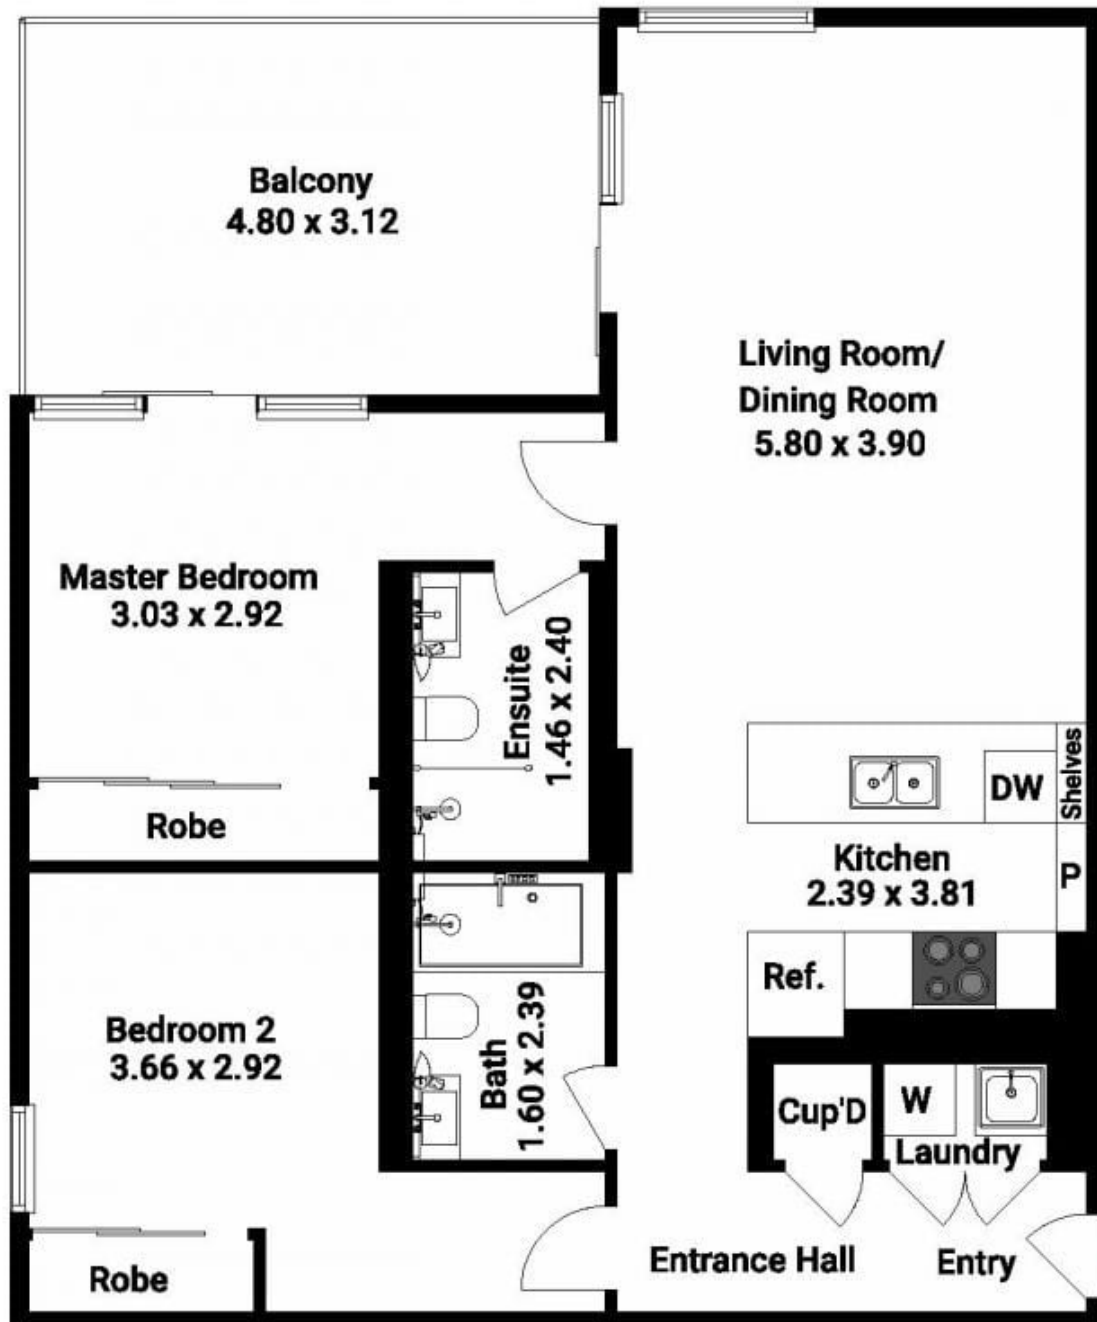 Balcony
4.80 x 3.12
Living Room/
Dining Room
5.80 x 3.90
Master Bedroom
3.03 x 2.92
Ensuite
1.46 x 2.40
Robe
Shelves
DW
Kitchen
2.39 x 3.81
P
Ref.
Bedroom 2
3.66 x 2.92
Bath
1.60 x 2.39
Cup'D
W
Laundry
Entrance Hall
Entry
Robe